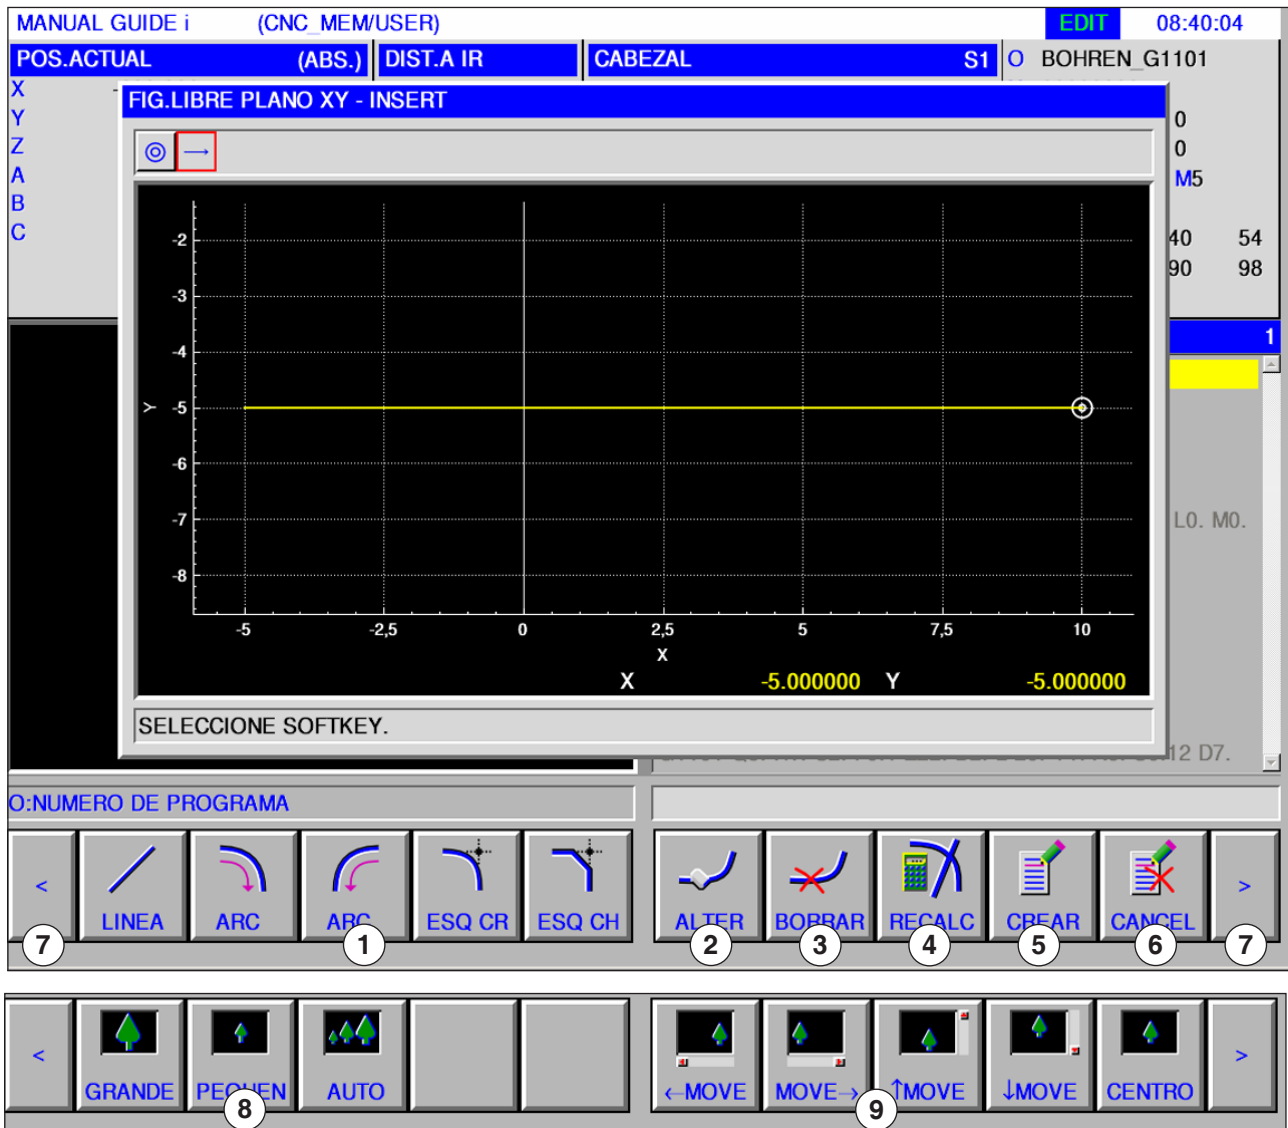 MANUAL GUIDE i (CNC_MEM/USER) EDIT 08:40:04
POS.ACTUAL (ABS.) DIST.A IR CABEZAL S1 O BOHREN_G1101
X -
FIG.LIBRE PLANO XY - INSERT
Y 0
Z 0
A M5
B
C 40 54
90 98
1
-2
-3
-4
Y -5
-6
-7
-8
L0. M0.
-5 -2,5 0 2,5 5 7,5 10
X
X -5.000000 Y -5.000000
SELECCIONE SOFTKEY.
12 D7.
O:NUMERO DE PROGRAMA
< LINEA ARC ARC ESQ CR ESQ CH ALTER BORRAR RECALC CREAR CANCEL >
7 1 2 3 4 5 6 7
< GRANDE PEQUEN AUTO ←MOVE MOVE→ ↑MOVE ↓MOVE CENTRO >
8 9